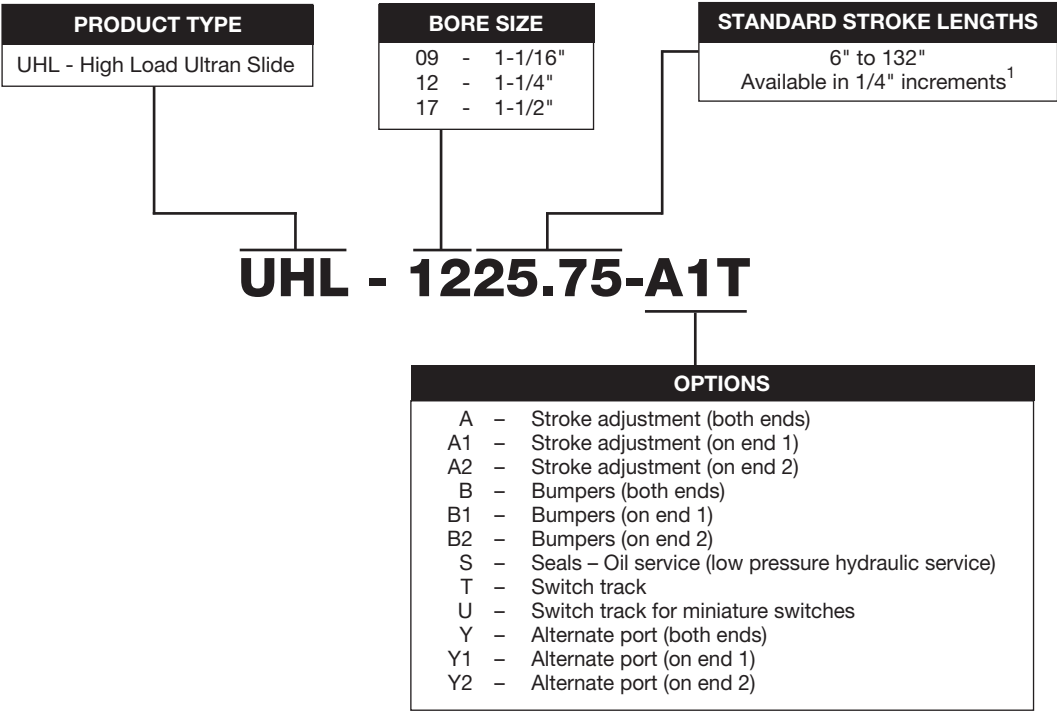 PRODUCT TYPE
UHL - High Load Ultran Slide
BORE SIZE
09 - 1-1/16"
12 - 1-1/4"
17 - 1-1/2"
STANDARD STROKE LENGTHS
6" to 132"
Available in 1/4" increments1
UHL - 1225.75-A1T
OPTIONS
A – Stroke adjustment (both ends)
A1 – Stroke adjustment (on end 1)
A2 – Stroke adjustment (on end 2)
B – Bumpers (both ends)
B1 – Bumpers (on end 1)
B2 – Bumpers (on end 2)
S – Seals – Oil service (low pressure hydraulic service)
T – Switch track
U – Switch track for miniature switches
Y – Alternate port (both ends)
Y1 – Alternate port (on end 1)
Y2 – Alternate port (on end 2)